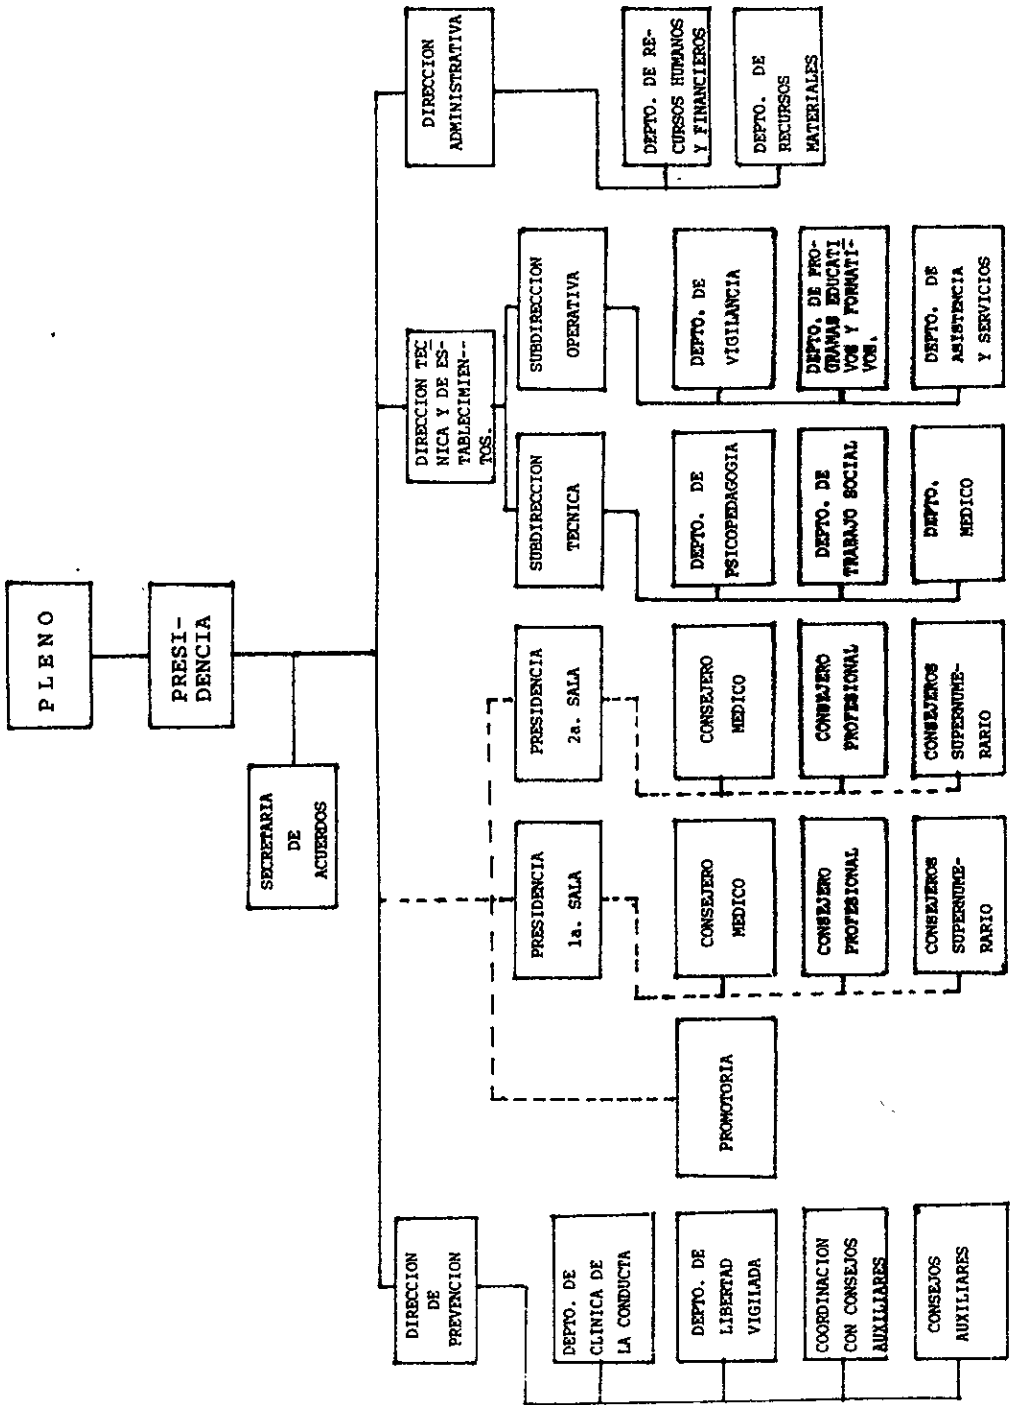 PLENO
PRESI-
DENCIA
SECRETARIA
DE
ACUERDOS
DIRECCION
DE
PREVENCION
DEPTO. DE
CLINICA DE
LA CONDUCTA
DEPTO. DE
LIBERTAD
VIGILADA
COORDINACION
CON CONSEJOS
AUXILIARES
CONSEJOS
AUXILIARES
PROMOTORIA
PRESIDENCIA
1a. SALA
CONSEJERO
MEDICO
CONSEJERO
PROFESIONAL
CONSEJEROS
SUPERNUME-
RARIO
PRESIDENCIA
2a. SALA
CONSEJERO
MEDICO
CONSEJERO
PROFESIONAL
CONSEJEROS
SUPERNUME-
RARIO
DIRECCION TEC
NICA Y DE ES-
TABLECIMIEN--
TOS.
SUBDIRECCION
TECNICA
DEPTO. DE
PSICOPEDAGOGIA
DEPTO. DE
TRABAJO SOCIAL
DEPTO.
MEDICO
SUBDIRECCION
OPERATIVA
DEPTO. DE
VIGILANCIA
DEPTO. DE PRO-
GRAMAS EDUCATI
VOS Y FORMATI-
VOS.
DEPTO. DE
ASISTENCIA
Y SERVICIOS
DIRECCION
ADMINISTRATIVA
DEPTO. DE RE-
CURSOS HUMANOS
Y FINANCIEROS
DEPTO. DE
RECURSOS
MATERIALES